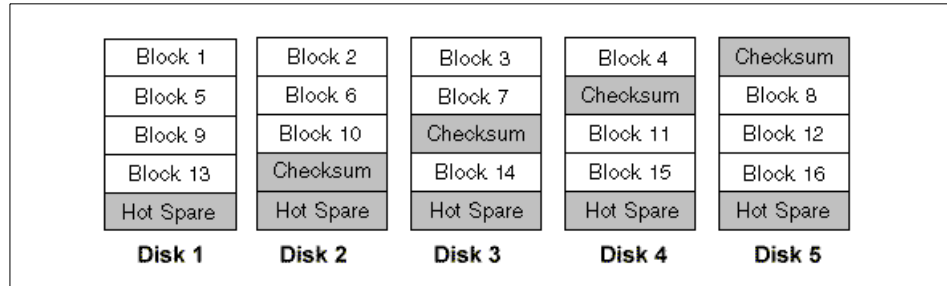 Block 1 Block 2 Block 3 Block 4 Checksum
Block 5 Block 6 Block 7 Checksum Block 8
Block 9 Block 10 Checksum Block 11 Block 12
Block 13 Checksum Block 14 Block 15 Block 16
Hot Spare Hot Spare Hot Spare Hot Spare Hot Spare
Disk 1 Disk 2 Disk 3 Disk 4 Disk 5